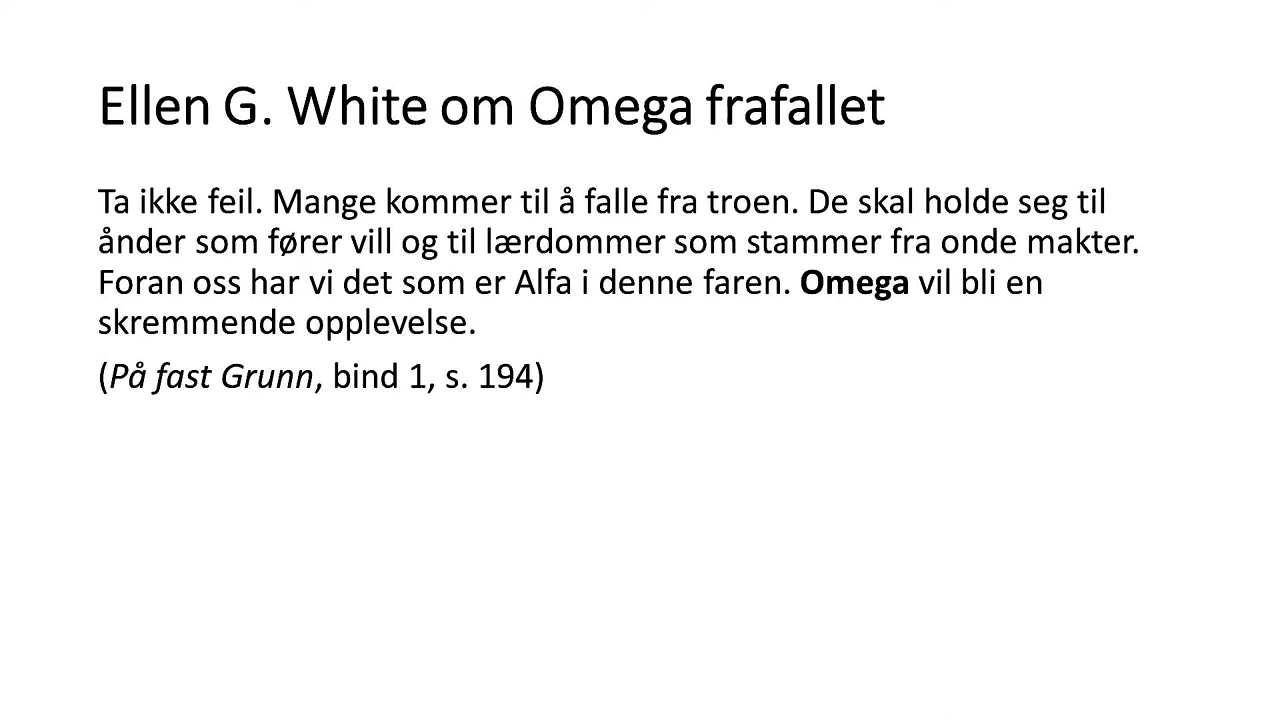 Ellen G. White om Omega frafallet
Ta ikke feil. Mange kommer til å falle fra troen. De skal holde seg til
ånder som fører vill og til lærdommer som stammer fra onde makter.
Foran oss har vi det som er Alfa i denne faren. Omega vil bli en
skremmende opplevelse.
(På fast Grunn, bind 1, s. 194)